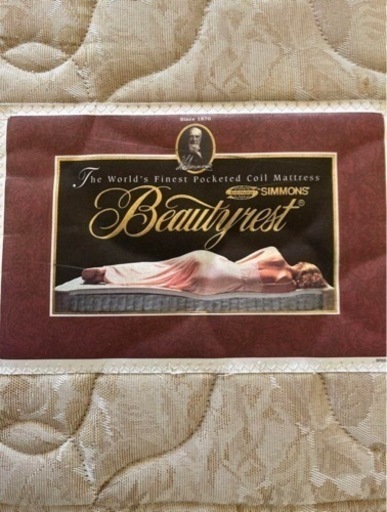 Since 1870
The World's Finest Pocketed Coil Mattress
SIMMONS®
Beautyrest®